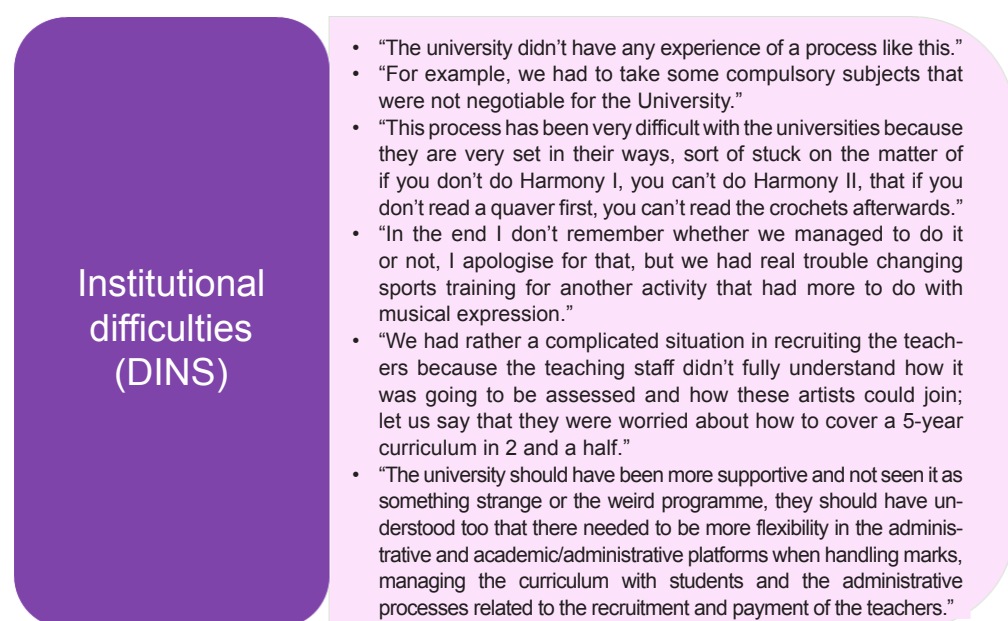 Institutional
difficulties
(DINS)
• “The university didn’t have any experience of a process like this.”
• “For example, we had to take some compulsory subjects that
were not negotiable for the University.”
• “This process has been very difficult with the universities because
they are very set in their ways, sort of stuck on the matter of
if you don’t do Harmony I, you can’t do Harmony II, that if you
don’t read a quaver first, you can’t read the crochets afterwards.”
• “In the end I don’t remember whether we managed to do it
or not, I apologise for that, but we had real trouble changing
sports training for another activity that had more to do with
musical expression.”
• “We had rather a complicated situation in recruiting the teach-
ers because the teaching staff didn’t fully understand how it
was going to be assessed and how these artists could join;
let us say that they were worried about how to cover a 5-year
curriculum in 2 and a half.”
• “The university should have been more supportive and not seen it as
something strange or the weird programme, they should have un-
derstood too that there needed to be more flexibility in the adminis-
trative and academic/administrative platforms when handling marks,
managing the curriculum with students and the administrative
processes related to the recruitment and payment of the teachers.”